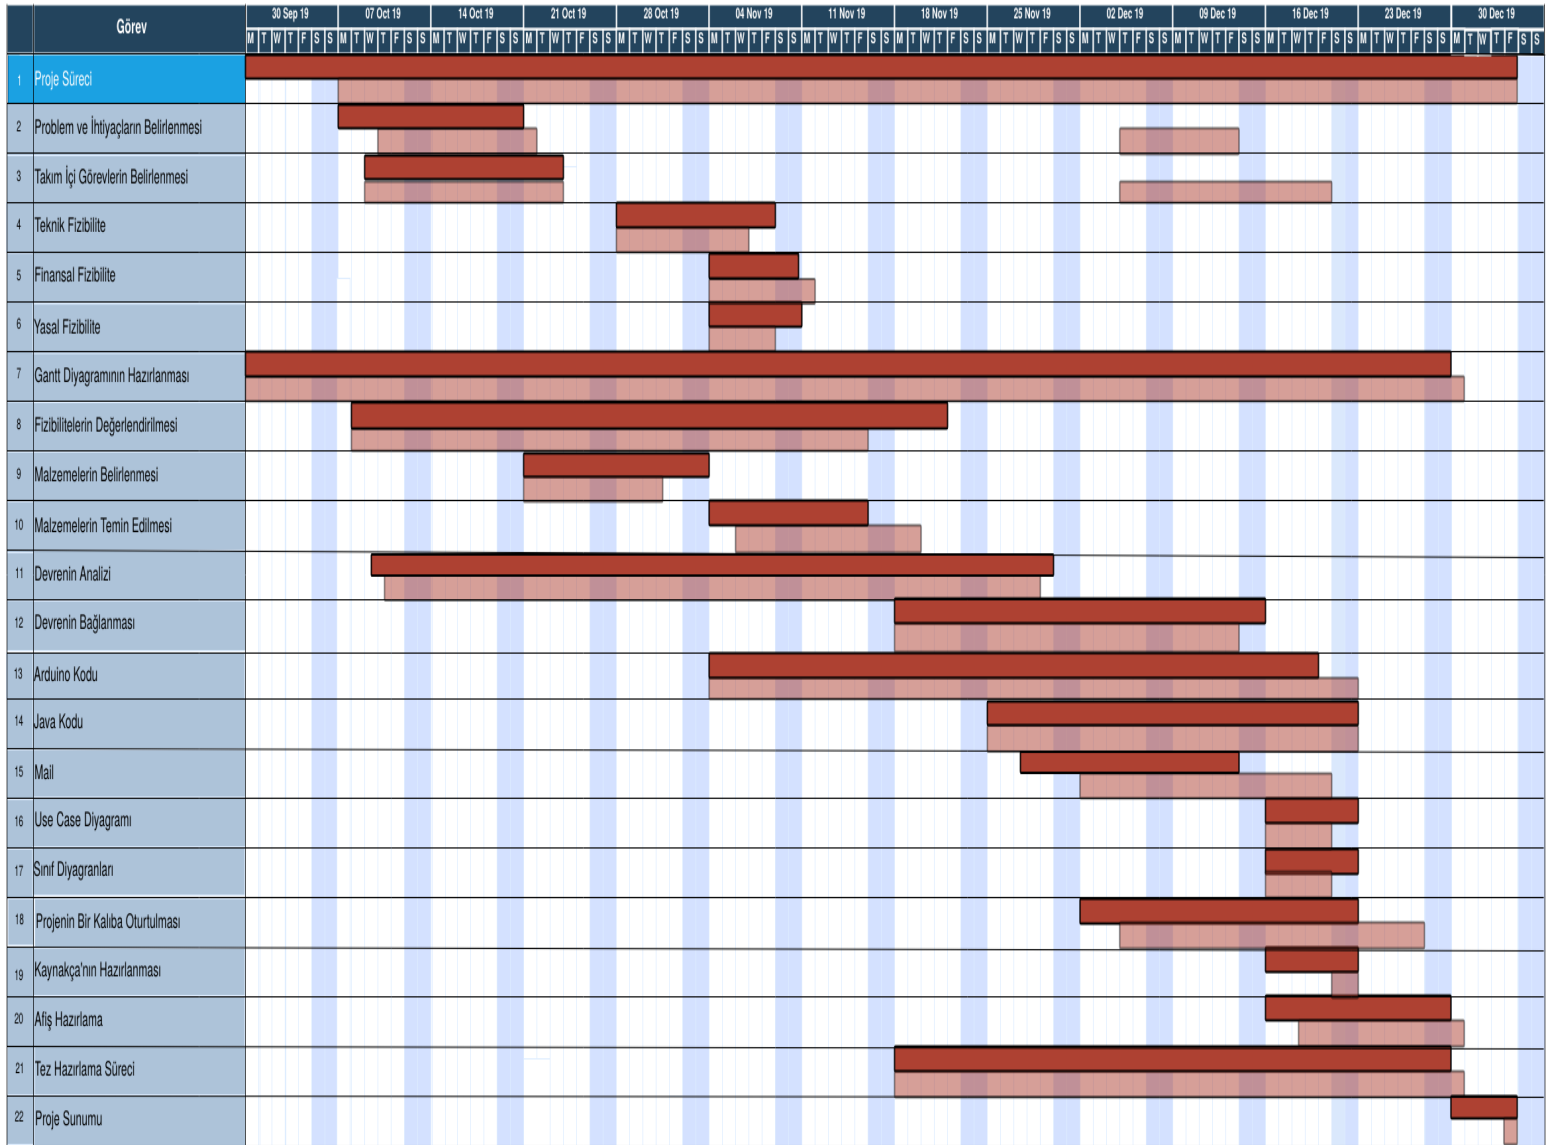 Görev
30 Sep 19 07 Oct 19 14 Oct 19 21 Oct 19 28 Oct 19 04 Nov 19 11 Nov 19 18 Nov 19 25 Nov 19 02 Dec 19 09 Dec 19 16 Dec 19 23 Dec 19 30 Dec 19
M T W T F S S M T W T F S S M T W T F S S M T W T F S S M T W T F S S M T W T F S S M T W T F S S M T W T F S S M T W T F S S M T W T F S S M T W T F S S M T W T F S S M T W T F S S M T W T F S S
1 Proje Süreci
2 Problem ve İhtiyaçların Belirlenmesi
3 Takım İçi Görevlerin Belirlenmesi
4 Teknik Fizibilite
5 Finansal Fizibilite
6 Yasal Fizibilite
7 Gantt Diyagramının Hazırlanması
8 Fizibilitelerin Değerlendirilmesi
9 Malzemelerin Belirlenmesi
10 Malzemelerin Temin Edilmesi
11 Devrenin Analizi
12 Devrenin Bağlanması
13 Arduino Kodu
14 Java Kodu
15 Mail
16 Use Case Diyagramı
17 Sınıf Diyagranları
18 Projenin Bir Kalıba Oturtulması
19 Kaynakça'nın Hazırlanması
20 Afiş Hazırlama
21 Tez Hazırlama Süreci
22 Proje Sunumu